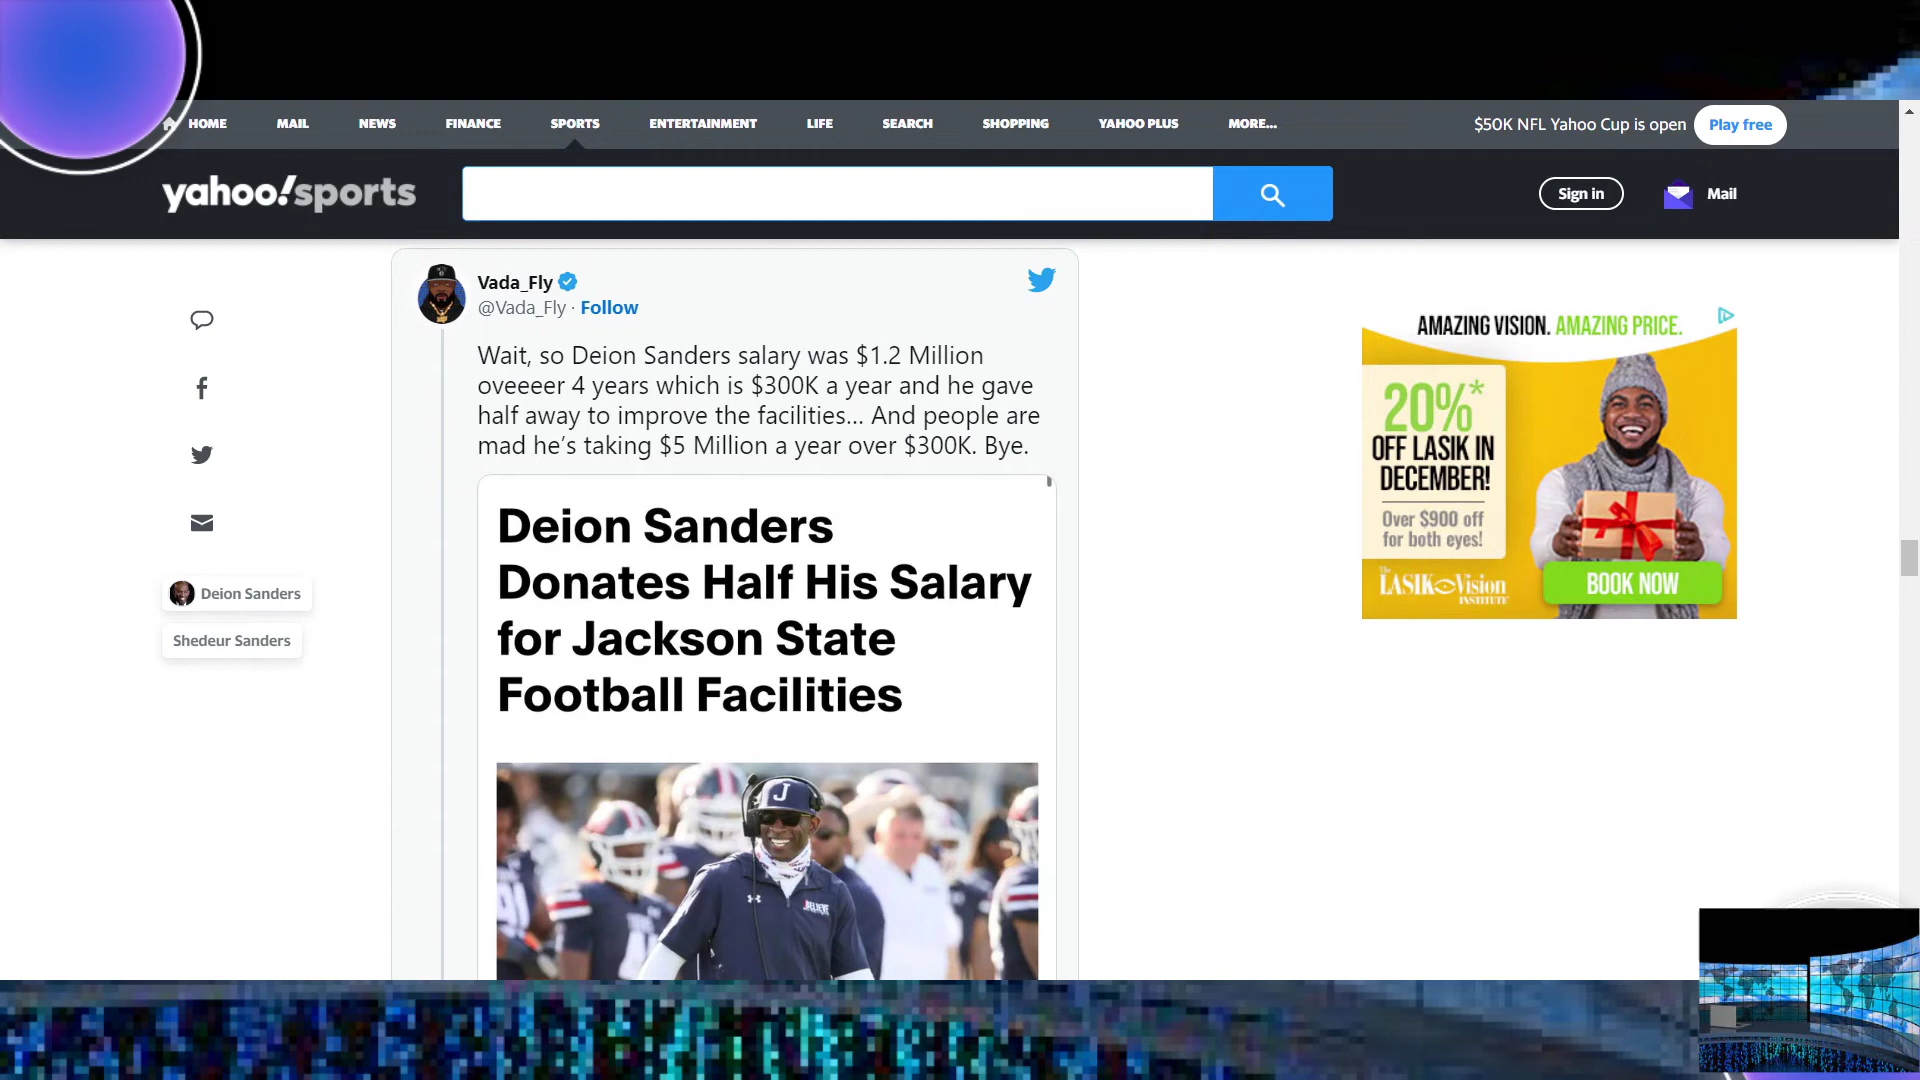 HOME MAIL NEWS FINANCE SPORTS ENTERTAINMENT LIFE SEARCH SHOPPING YAHOO PLUS MORE... $50K NFL Yahoo Cup is open Play free
yahoo!sports Sign in Mail
Vada_Fly
@Vada_Fly · Follow
Wait, so Deion Sanders salary was $1.2 Million
oveeeer 4 years which is $300K a year and he gave
half away to improve the facilities... And people are
mad he's taking $5 Million a year over $300K. Bye.
Deion Sanders
Donates Half His Salary
for Jackson State
Football Facilities
J
BELIEVE
Deion Sanders
Shedeur Sanders
AMAZING VISION. AMAZING PRICE.
20%*
OFF LASIK IN
DECEMBER!
Over $900 off
for both eyes!
The
LASIK Vision
INSTITUTE
BOOK NOW